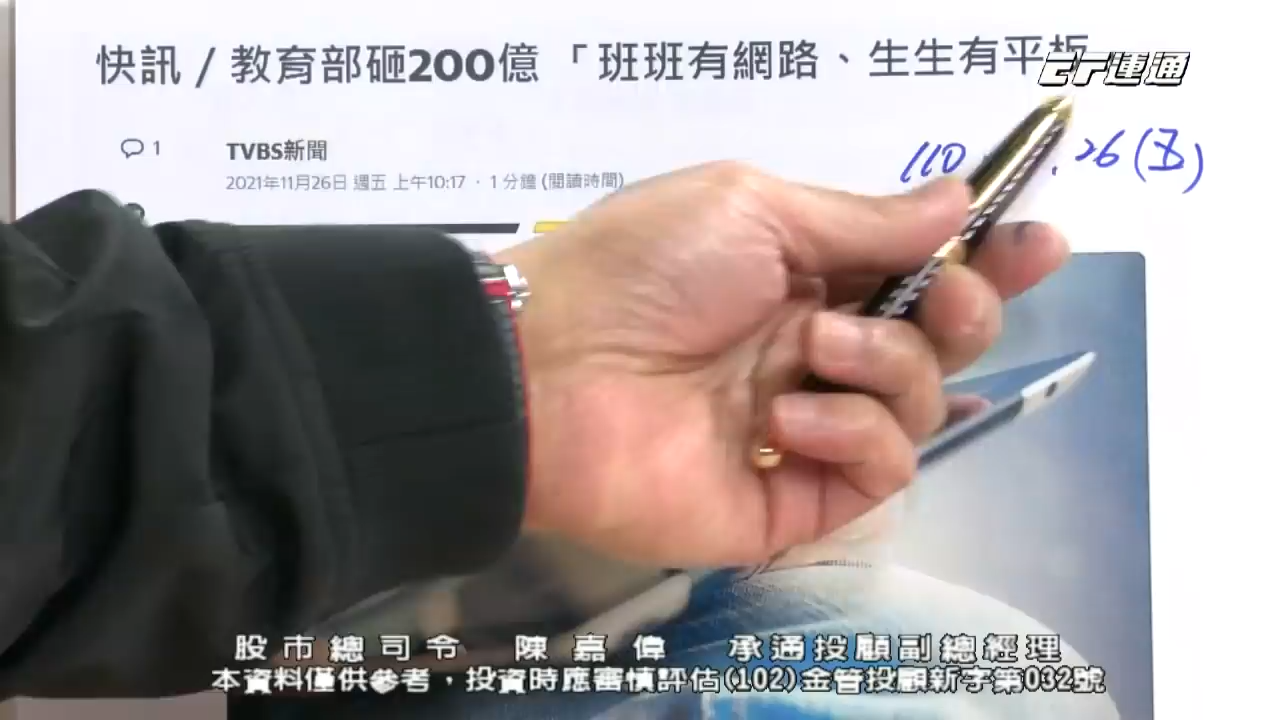 快訊 / 教育部砸200億 「班班有網路、生生有平板
運通
1
TVBS新聞
110 . 26 (五)
2021年11月26日 週五 上午10:17 · 1 分鐘 (閱讀時間)
股市總司令 陳嘉偉 承通投顧副總經理
本資料僅供參考，投資時應審慎評估(102)金管投顧新字第032號